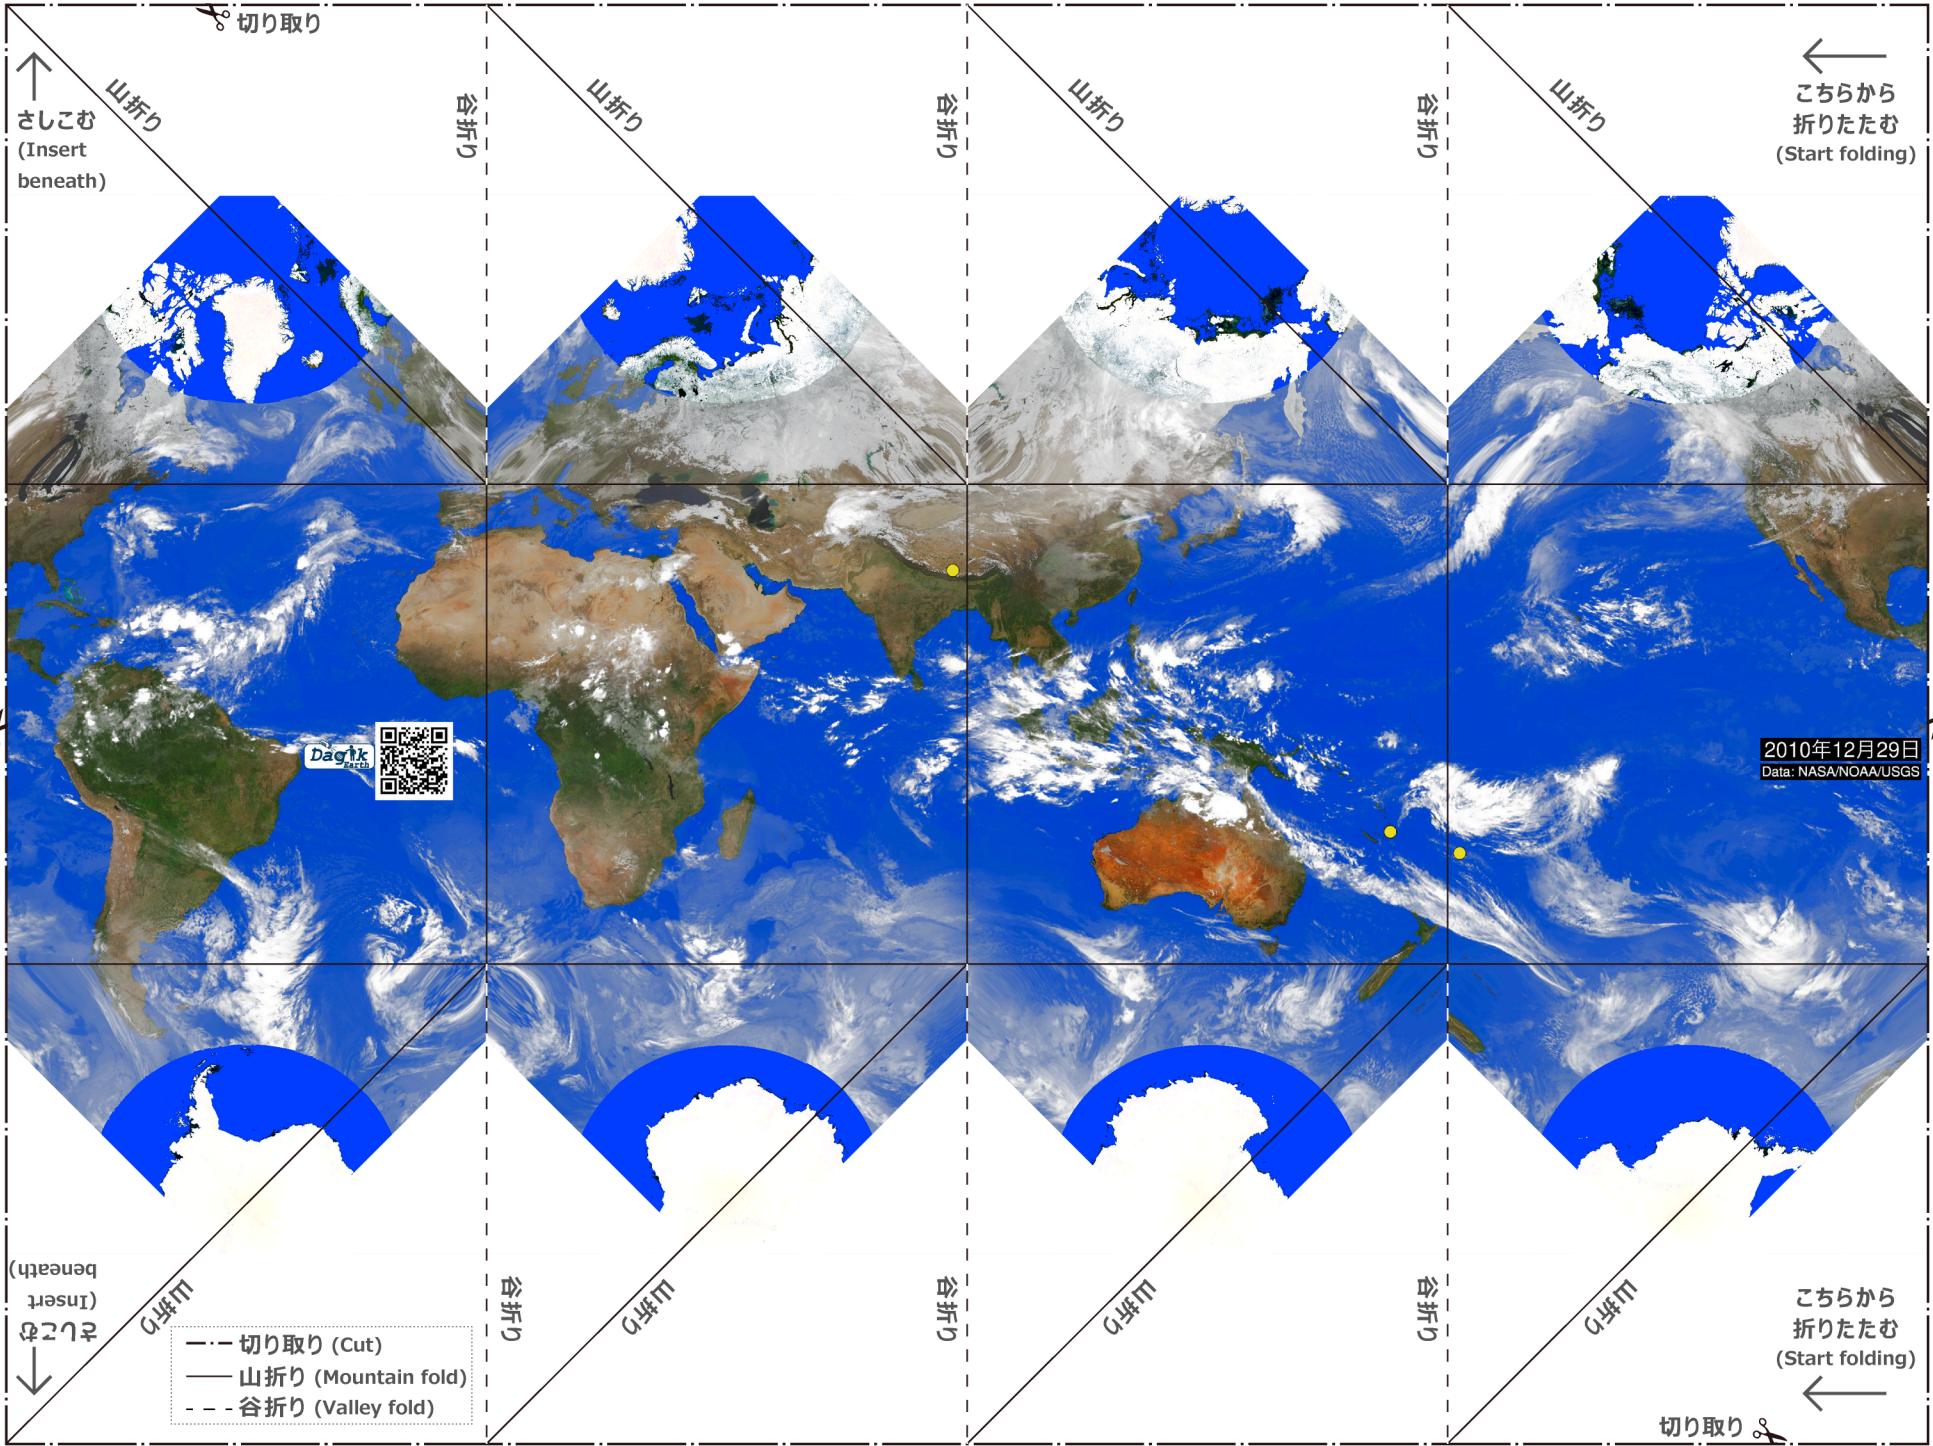 切り取り
さしこむ
(Insert
beneath)
山折り
谷折り
山折り
谷折り
山折り
谷折り
山折り
こちらから
折りたたむ
(Start folding)
Dagik
Earth
2010年12月29日
Data: NASA/NOAA/USGS
さしこむ
(Insert
beneath)
山折り
谷折り
山折り
谷折り
山折り
谷折り
山折り
こちらから
折りたたむ
(Start folding)
切り取り (Cut)
山折り (Mountain fold)
谷折り (Valley fold)
切り取り